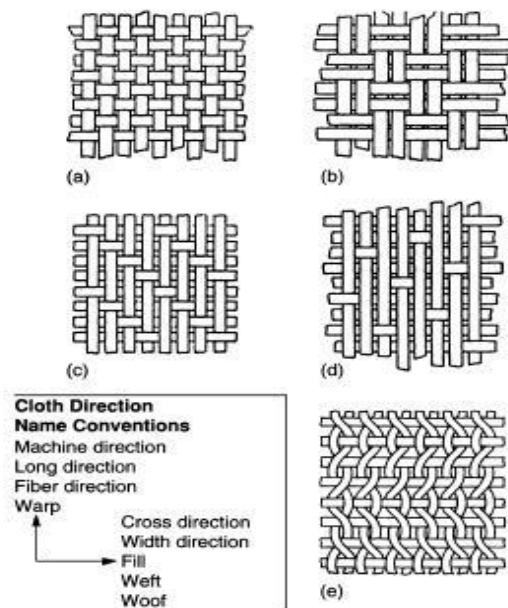 (a)
(b)
(c)
(d)
Cloth Direction
Name Conventions
Machine direction
Long direction
Fiber direction
Warp
Cross direction
Width direction
Fill
Weft
Woof
(e)